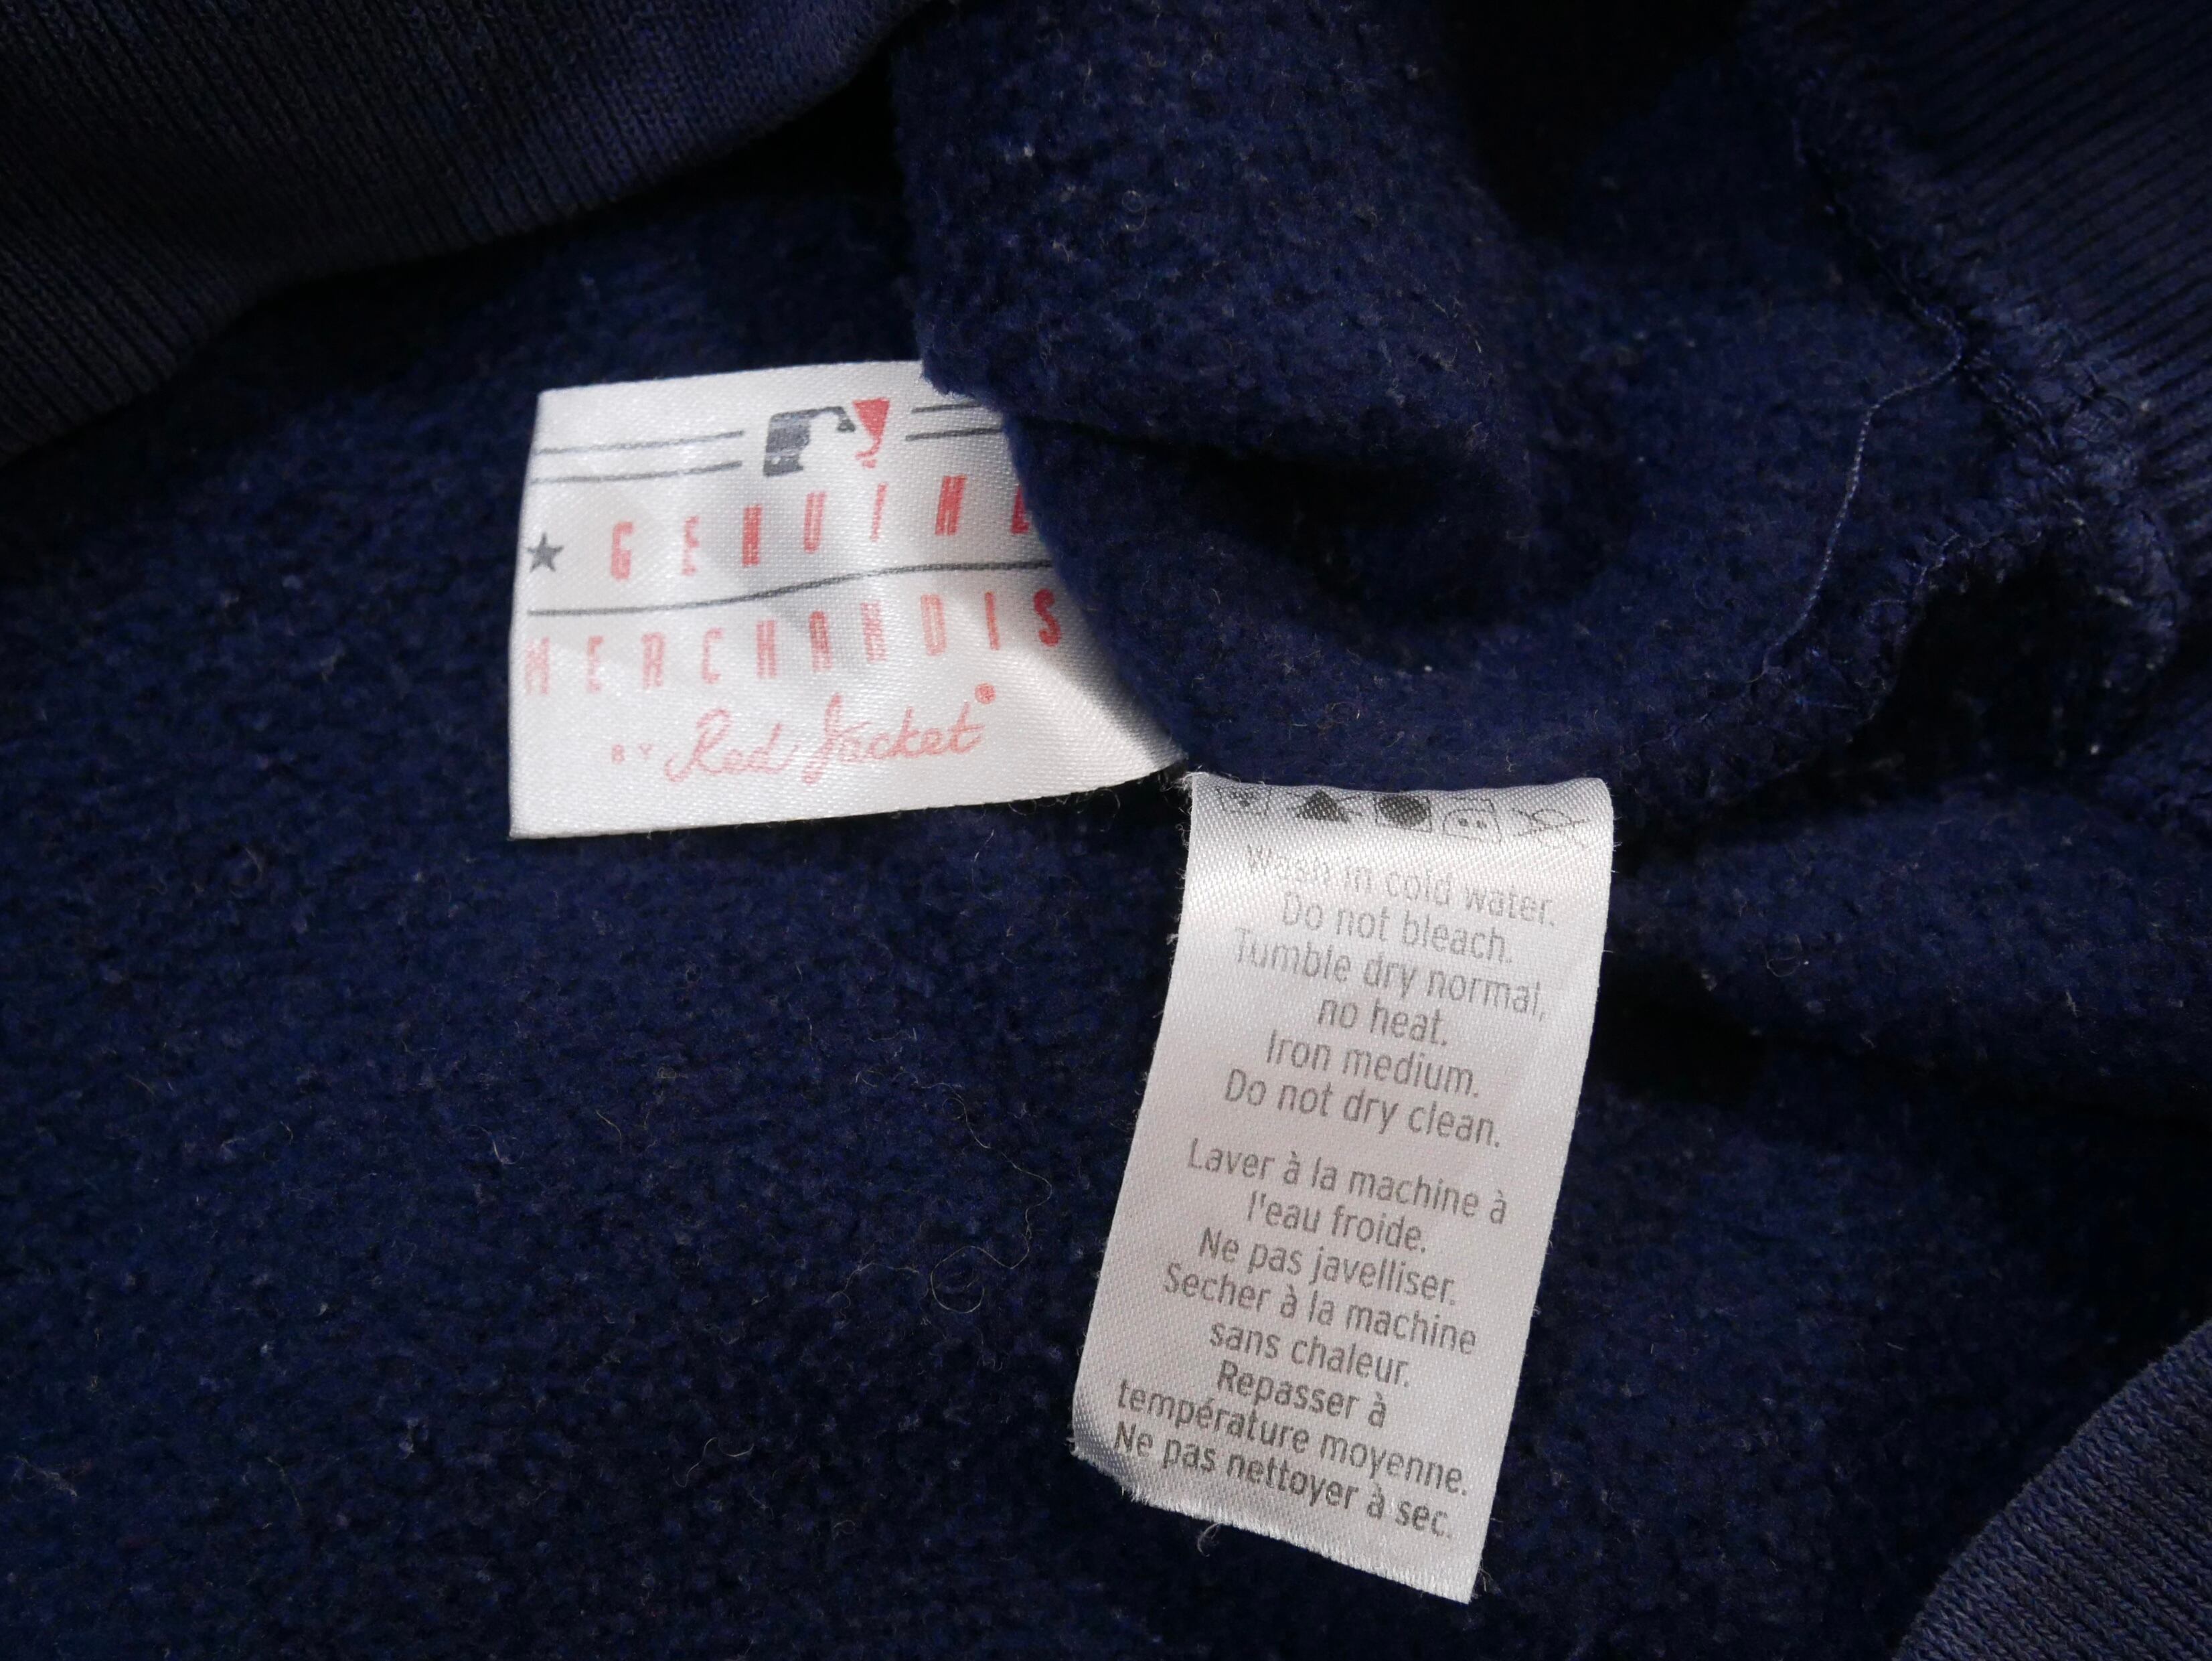 GENUINE
MERCHANDIS
BY Red Jacket
Wash in cold water.
Do not bleach.
Tumble dry normal,
no heat.
Iron medium.
Do not dry clean.
Laver à la machine à
l'eau froide.
Ne pas javelliser.
Secher à la machine
sans chaleur.
Repasser à
température moyenne.
Ne pas nettoyer à sec.